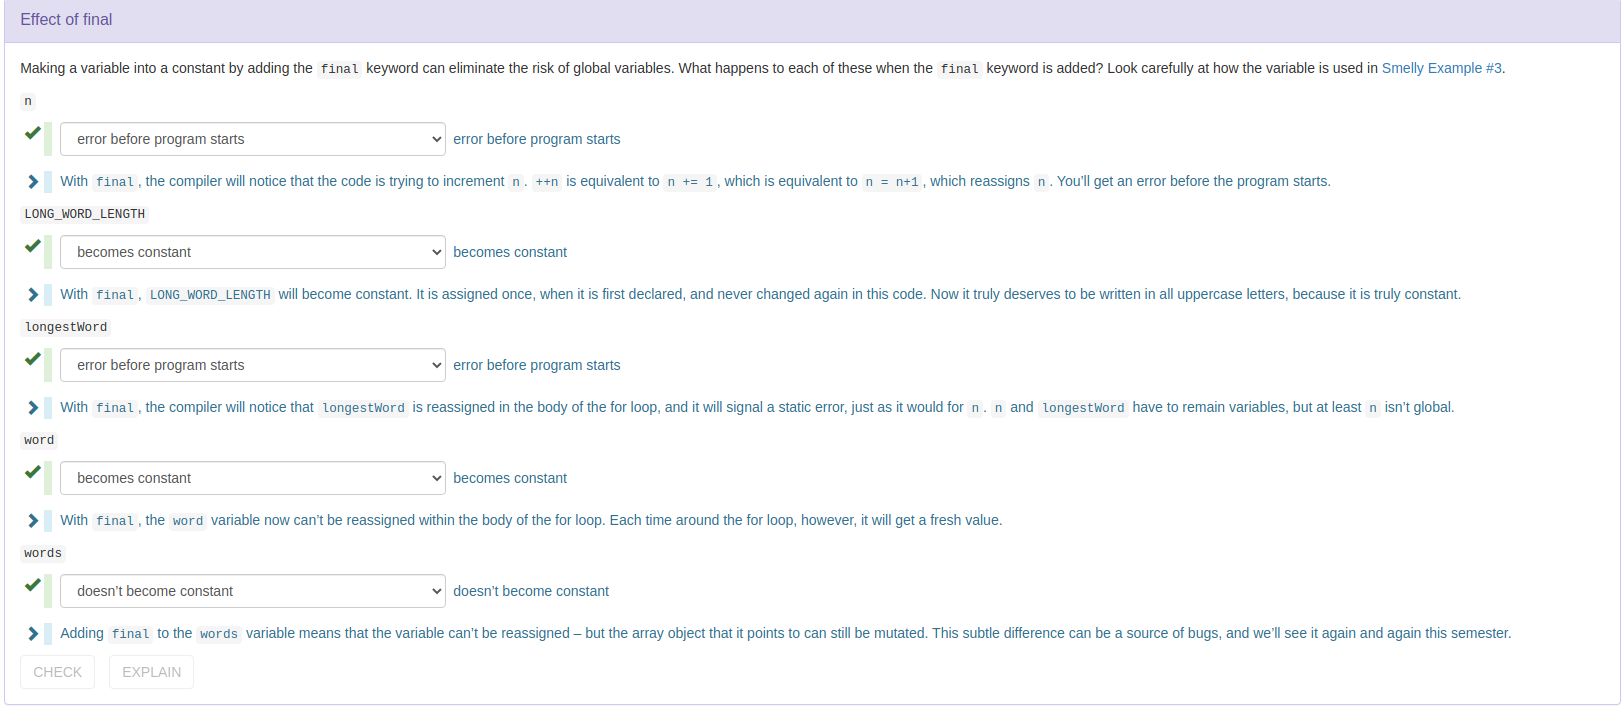 Effect of final
Making a variable into a constant by adding the final keyword can eliminate the risk of global variables. What happens to each of these when the final keyword is added? Look carefully at how the variable is used in Smelly Example #3.
n
error before program starts error before program starts
With final, the compiler will notice that the code is trying to increment n. ++n is equivalent to n += 1, which is equivalent to n = n+1, which reassigns n. You’ll get an error before the program starts.
LONG_WORD_LENGTH
becomes constant becomes constant
With final, LONG_WORD_LENGTH will become constant. It is assigned once, when it is first declared, and never changed again in this code. Now it truly deserves to be written in all uppercase letters, because it is truly constant.
longestWord
error before program starts error before program starts
With final, the compiler will notice that longestWord is reassigned in the body of the for loop, and it will signal a static error, just as it would for n. n and longestWord have to remain variables, but at least n isn’t global.
word
becomes constant becomes constant
With final, the word variable now can’t be reassigned within the body of the for loop. Each time around the for loop, however, it will get a fresh value.
words
doesn’t become constant doesn’t become constant
Adding final to the words variable means that the variable can’t be reassigned – but the array object that it points to can still be mutated. This subtle difference can be a source of bugs, and we’ll see it again and again this semester.
CHECK EXPLAIN